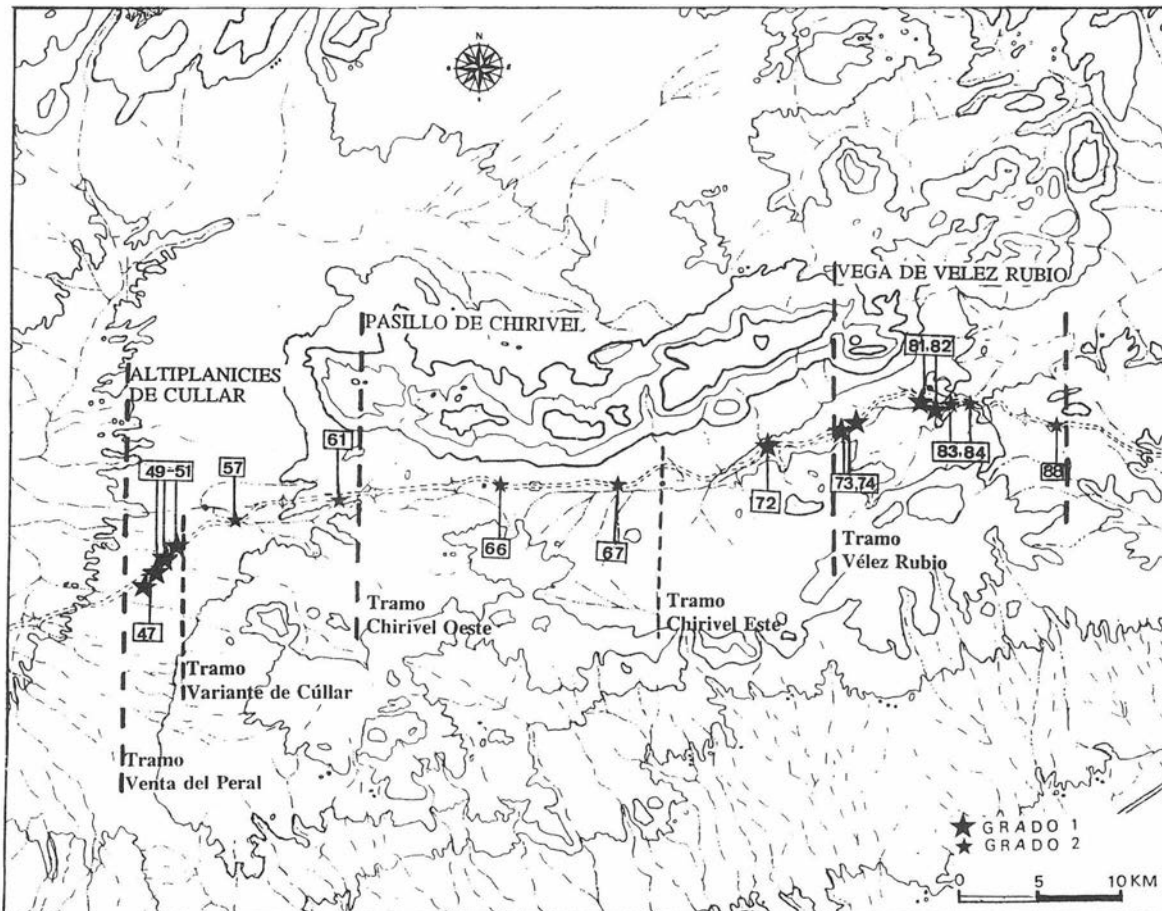 N
VEGA DE VELEZ RUBIO
PASILLO DE CHIRIVEL
ALTIPLANICIES
DE CULLAR
81,82
61
49-51
57
83,84
88
73,74
72
66
67
47
Tramo
Vélez Rubio
Tramo
Chirivel Oeste
Tramo
Chirivel Este
Tramo
Variante de Cúllar
Tramo
Venta del Peral
GRADO 1
GRADO 2
0 5 10 KM